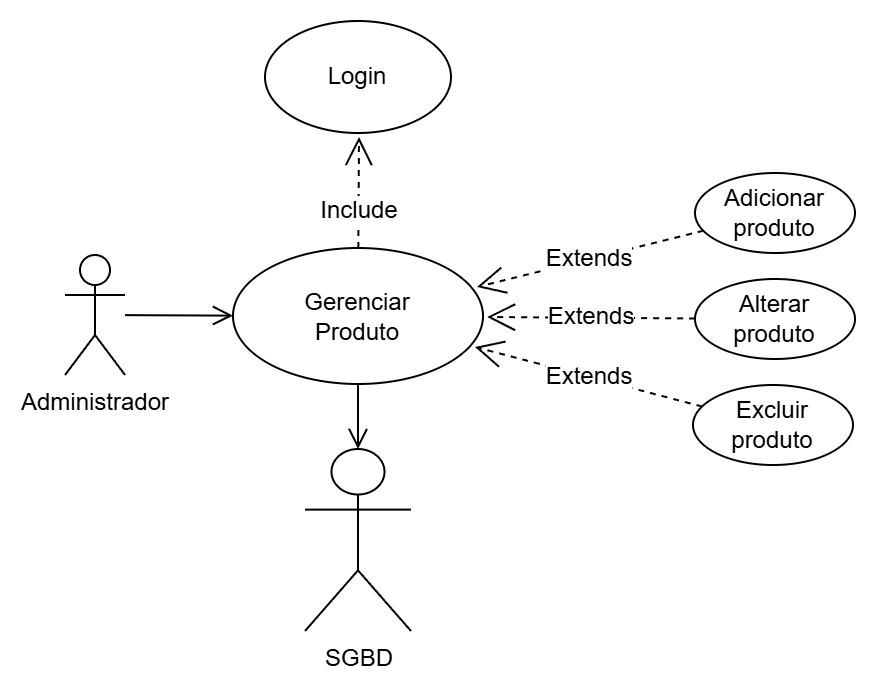 Login
Include
Adicionar
produto
Extends
Gerenciar
Produto
Extends
Alterar
produto
Extends
Excluir
produto
Administrador
SGBD